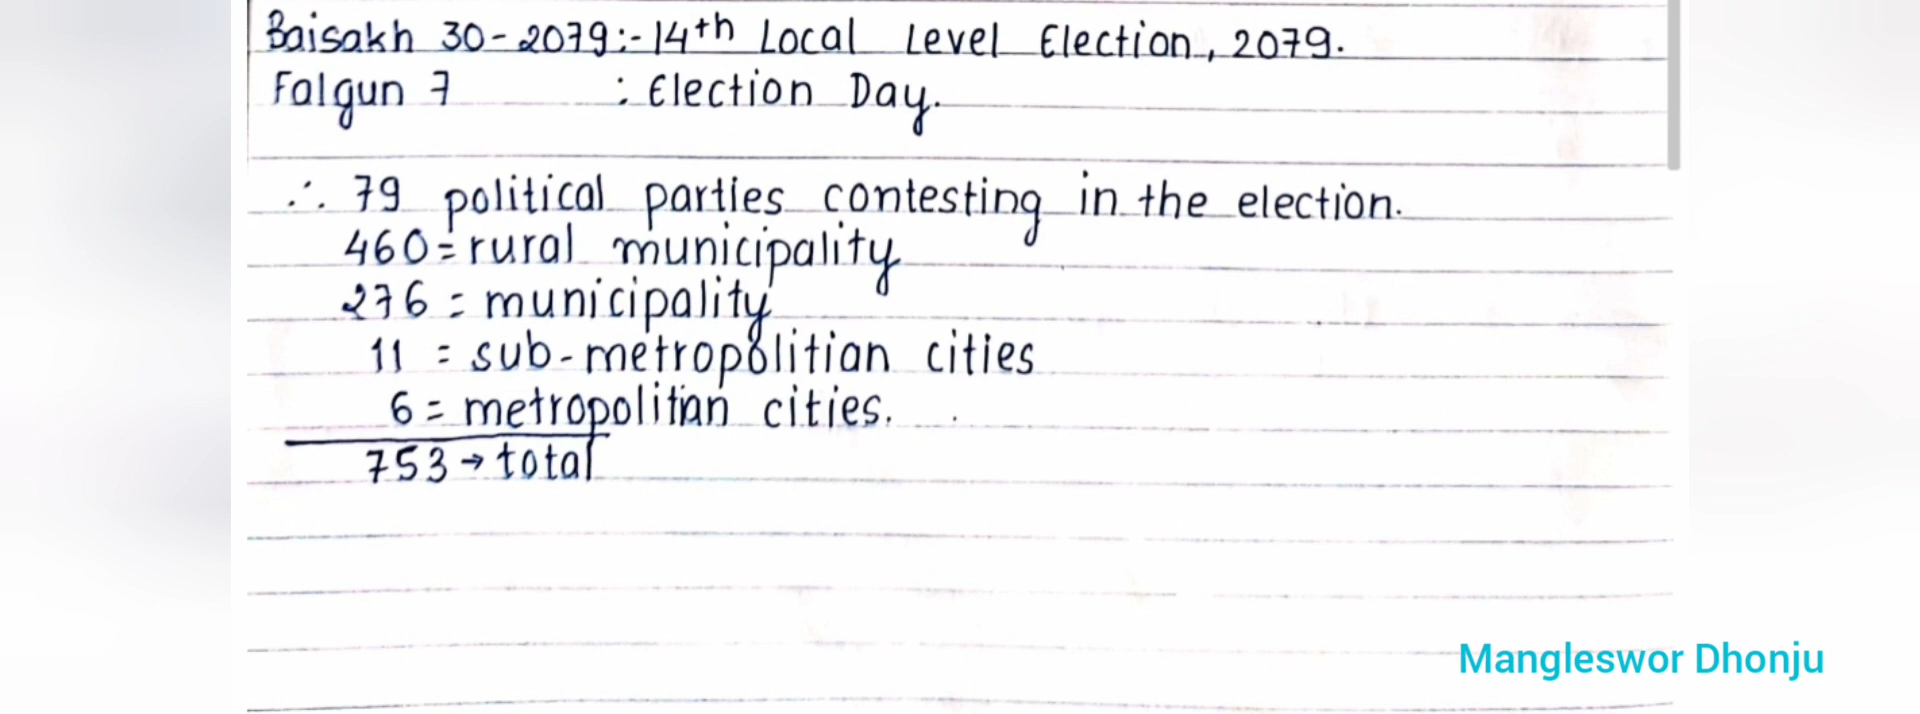 Baisakh 30-2079:-14th Local Level Election, 2079.
Falgun 7 : Election Day.
∴ 79 political parties contesting in the election.
460 = rural municipality
276 = municipality
11 = sub-metropolitian cities
6 = metropolitian cities.
753 → total
Mangleswor Dhonju